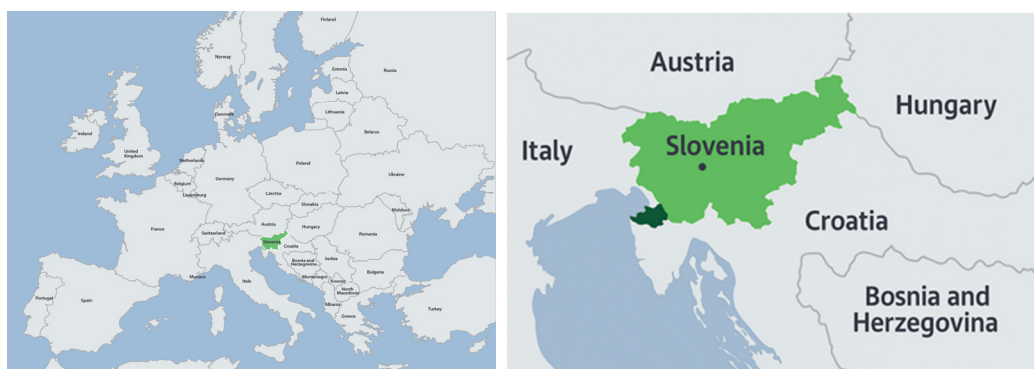 Finland
Norway
Estonia
Russia
Latvia
Denmark
Lithuania
Ireland
United
Kingdom
Belarus
Netherlands
Poland
Germany
Belgium
Ukraine
Luxemburg
Czechia
Slovakia
Moldova
France
Austria
Hungary
Switzerland
Romania
Slovenia
Croatia
Bosnia and
Herzegovina
Serbia
Monaco
Montenegro
Kosovo
Bulgaria
Italy
North
Macedonia
Portugal
Spain
Albania
Greece
Turkey
Austria
Hungary
Italy
Slovenia
Croatia
Bosnia and
Herzegovina